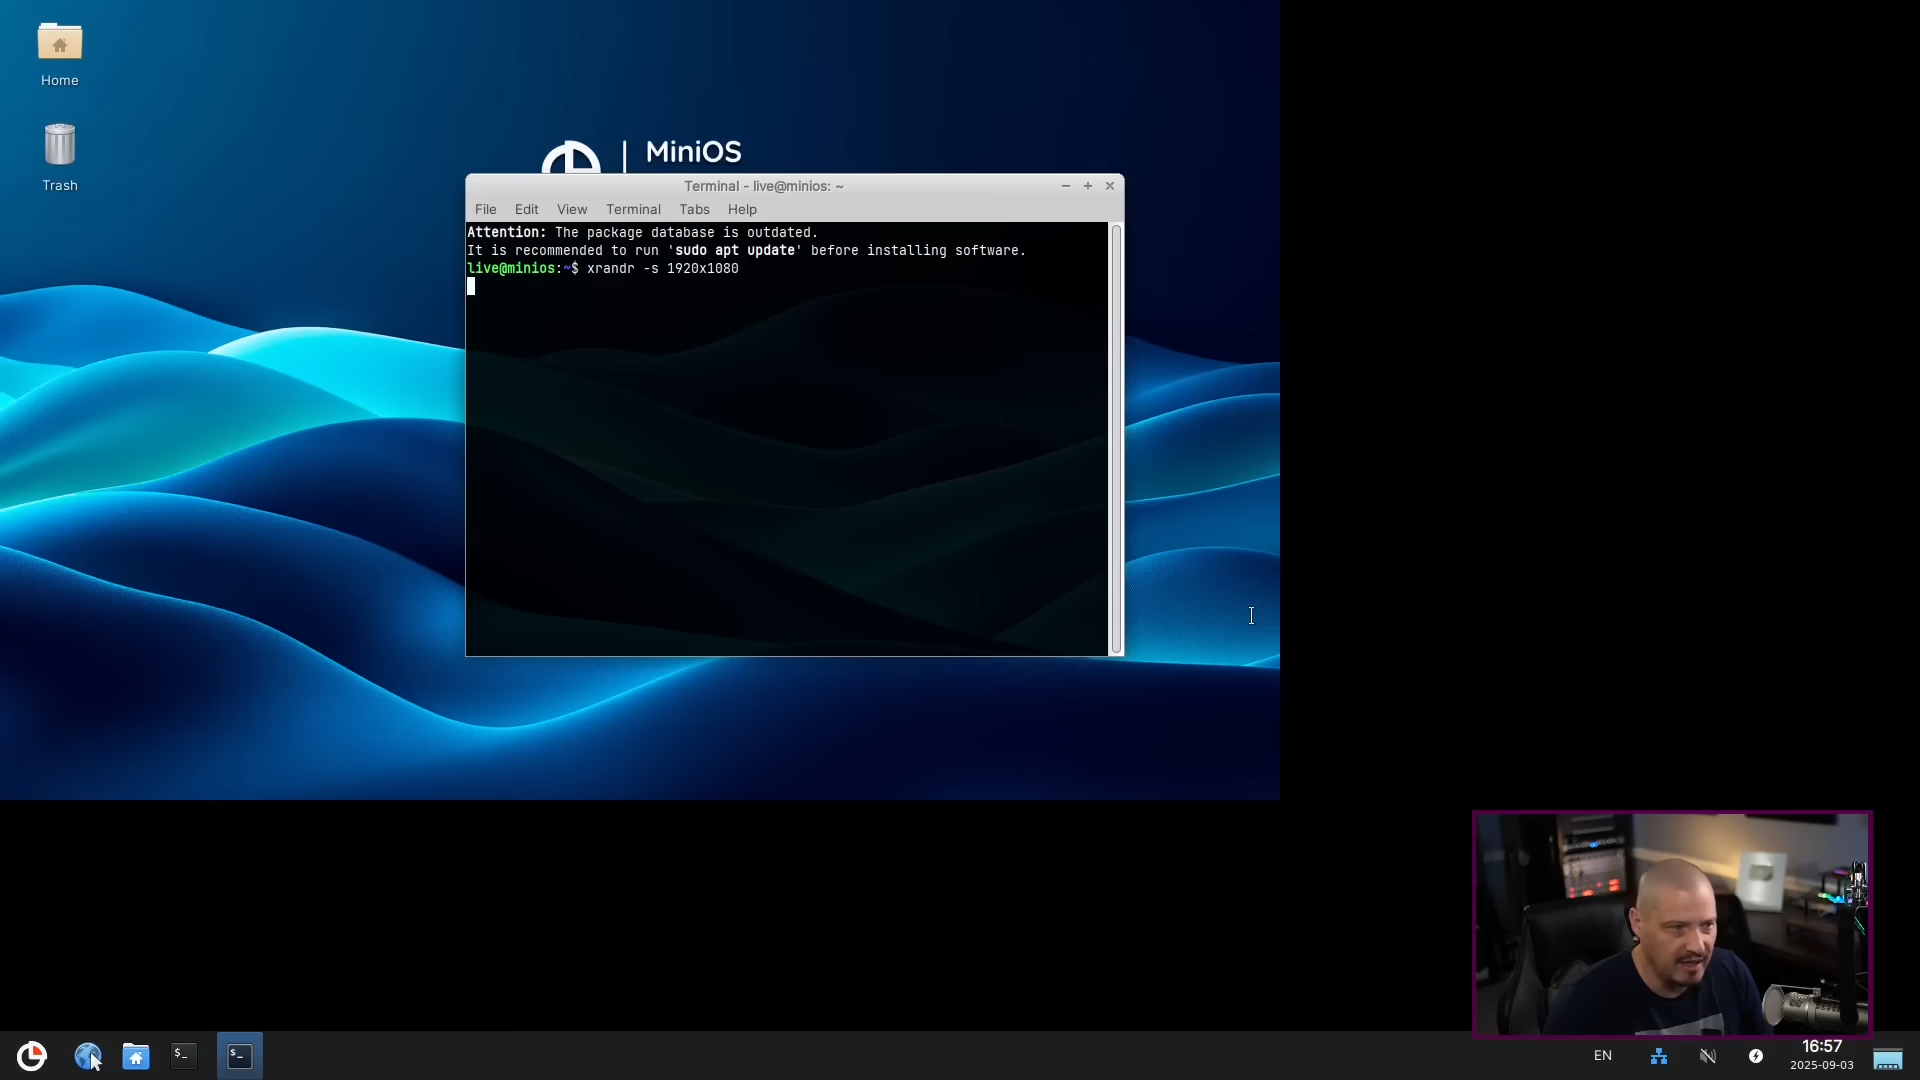 Home
Trash
MiniOS
Terminal - live@minios: ~
File Edit View Terminal Tabs Help
Attention: The package database is outdated.
It is recommended to run 'sudo apt update' before installing software.
live@minios:~$ xrandr -s 1920x1080
$_
$_
EN
16:57
2025-09-03